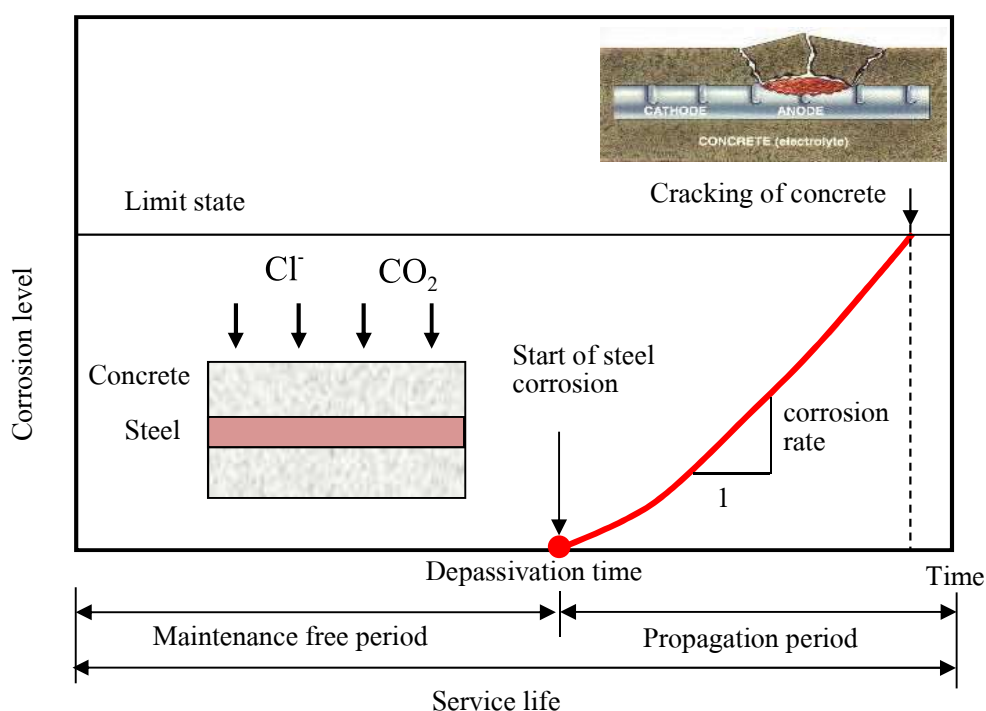 CATHODE
ANODE
CONCRETE (electrolyte)
Limit state
Cracking of concrete
Cl⁻
CO₂
Corrosion level
Concrete
Steel
Start of steel
corrosion
corrosion
rate
1
Depassivation time
Time
Maintenance free period
Propagation period
Service life